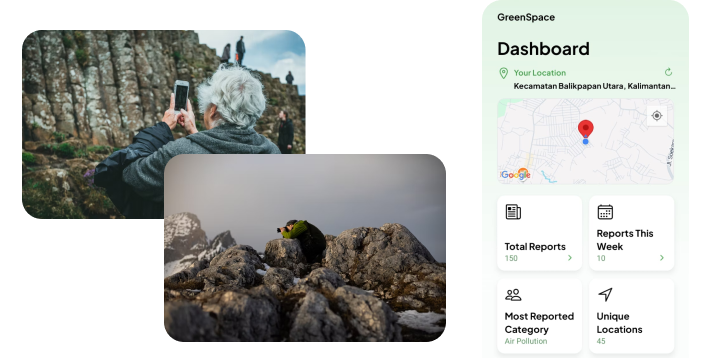 GreenSpace
Dashboard
Your Location
Kecamatan Balikpapan Utara, Kalimantan...
Google
Total Reports
150
Reports This
Week
10
Most Reported
Category
Air Pollution
Unique
Locations
45